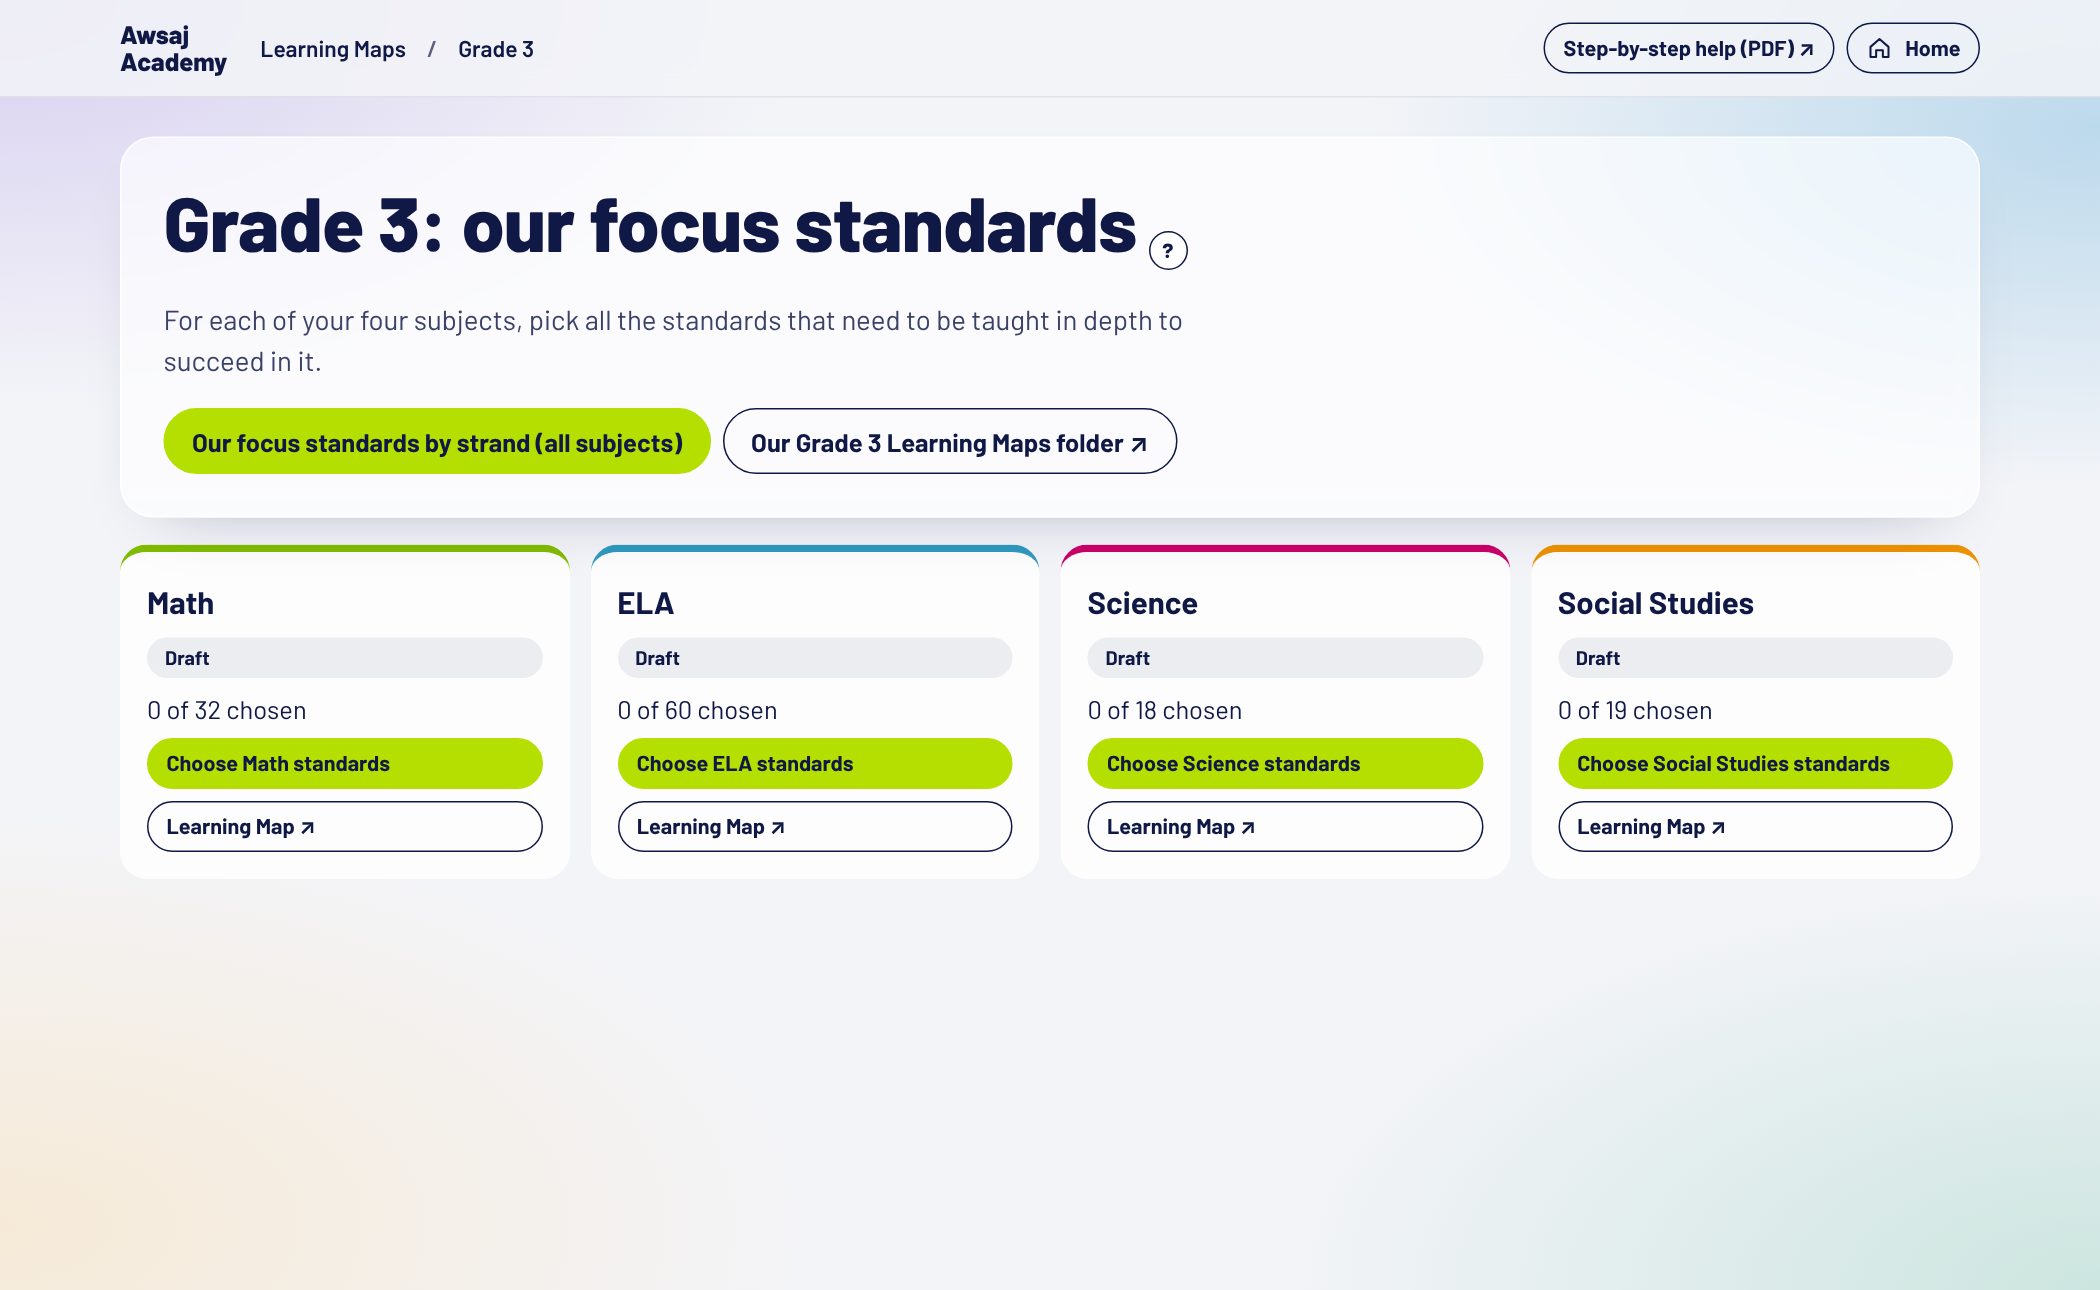 Awsaj
Academy
Learning Maps / Grade 3
Step-by-step help (PDF) ↗
Home
Grade 3: our focus standards ?
For each of your four subjects, pick all the standards that need to be taught in depth to
succeed in it.
Our focus standards by strand (all subjects)
Our Grade 3 Learning Maps folder ↗
Math
Draft
0 of 32 chosen
Choose Math standards
Learning Map ↗
ELA
Draft
0 of 60 chosen
Choose ELA standards
Learning Map ↗
Science
Draft
0 of 18 chosen
Choose Science standards
Learning Map ↗
Social Studies
Draft
0 of 19 chosen
Choose Social Studies standards
Learning Map ↗